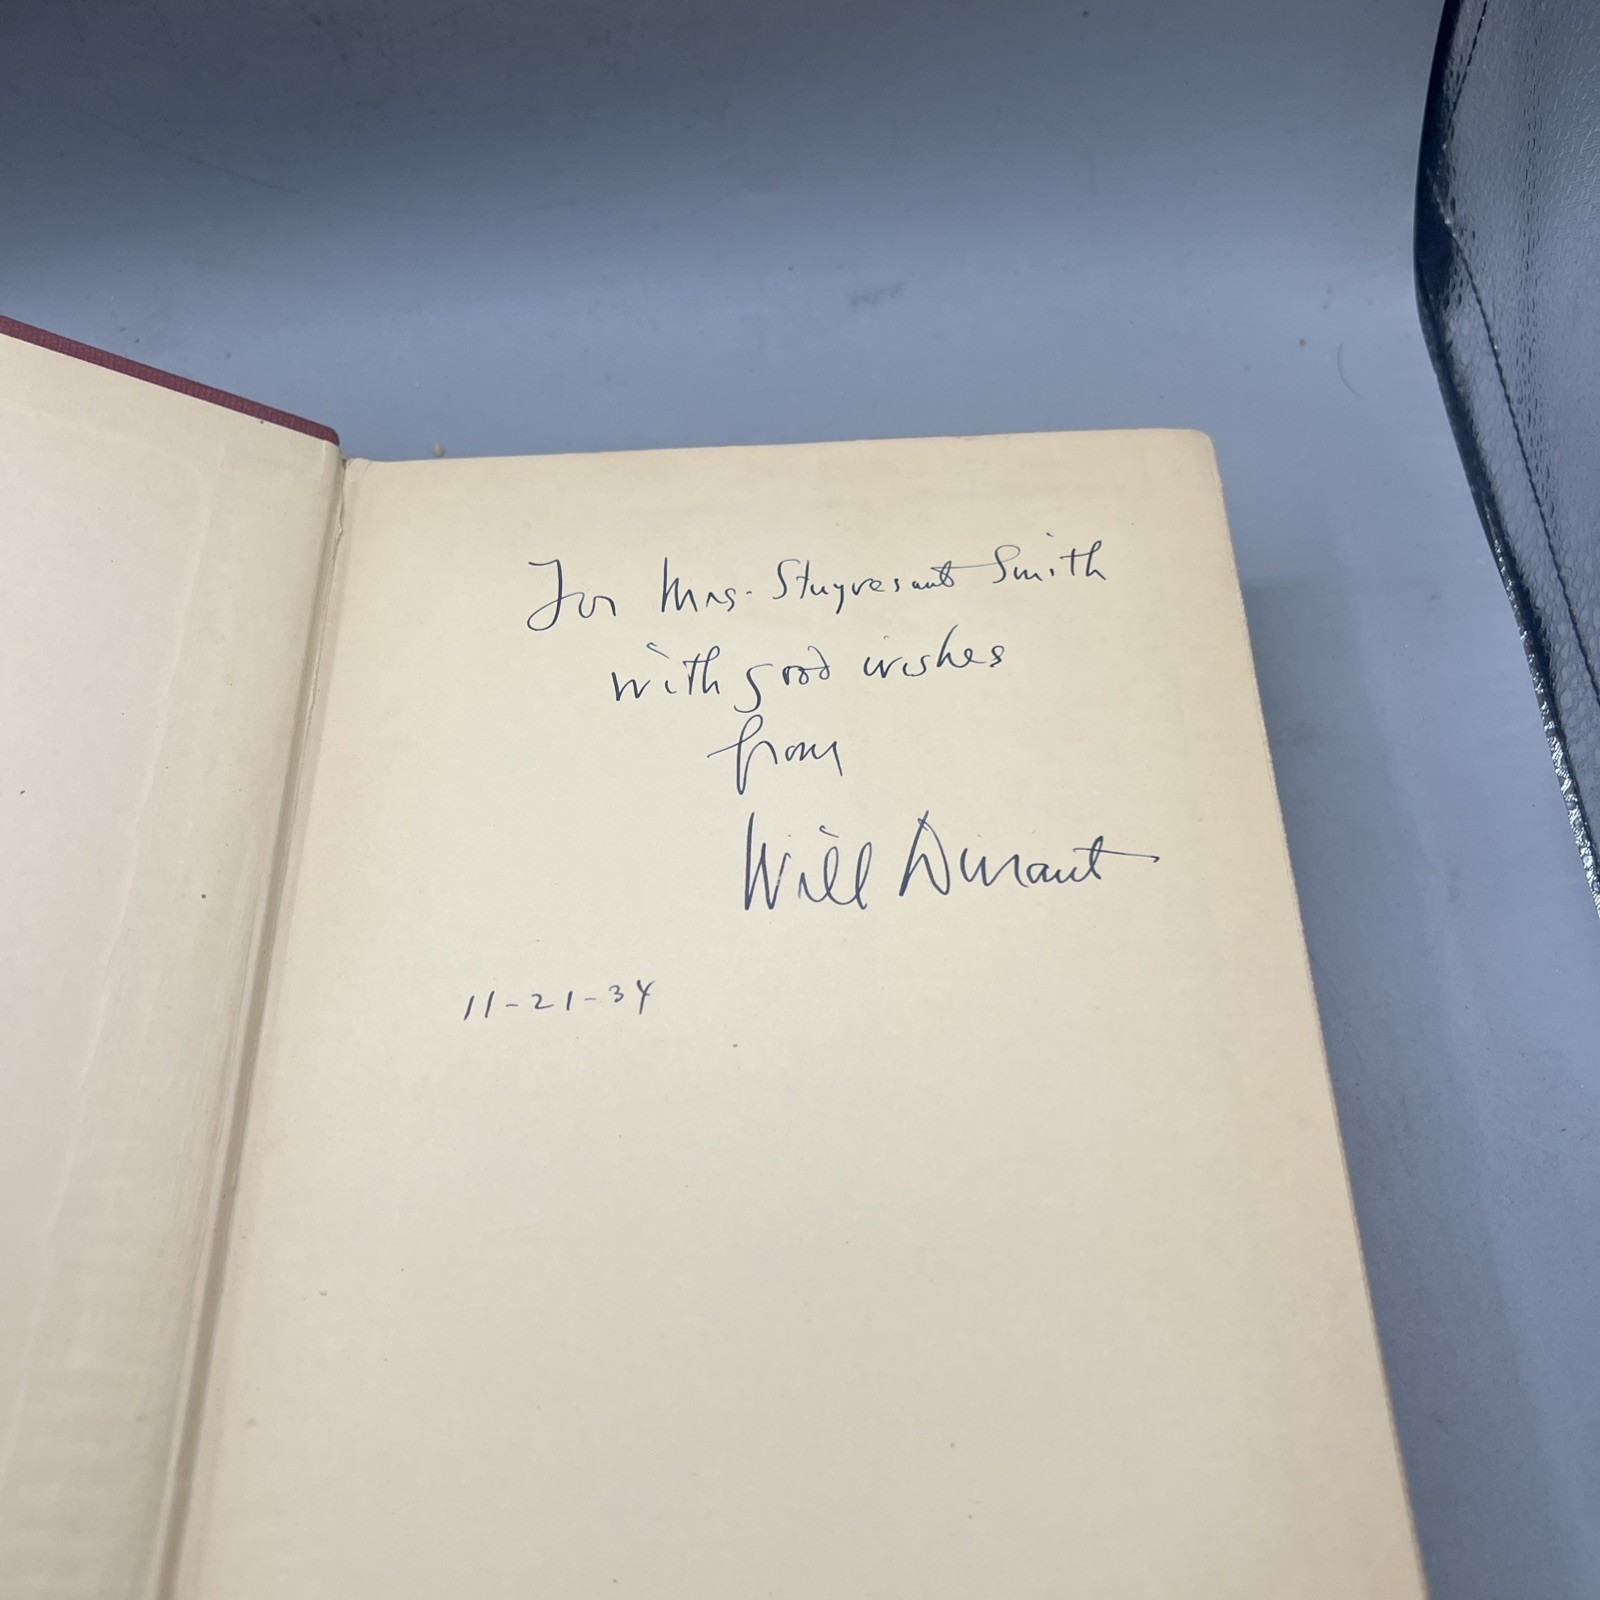 For Mrs. Stuyvesant Smith
with good wishes
from
Will Durant
11-21-34